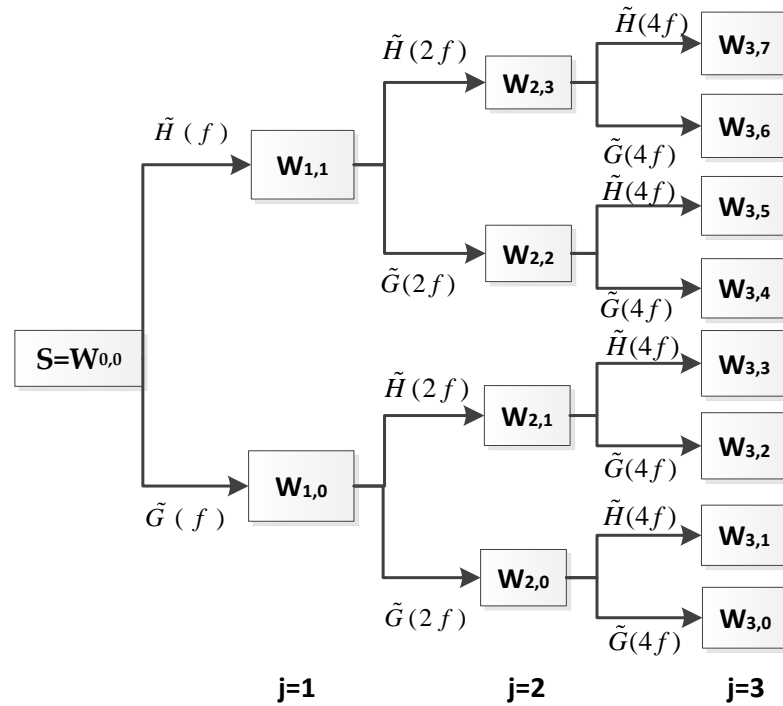 H̃(4f)
W3,7
H̃(2f)
W2,3
G̃(4f)
W3,6
H̃ (f)
W1,1
H̃(4f)
W3,5
G̃(2f)
W2,2
G̃(4f)
W3,4
S=W0,0
H̃(4f)
W3,3
H̃(2f)
W2,1
G̃(4f)
W3,2
G̃ (f)
W1,0
H̃(4f)
W3,1
G̃(2f)
W2,0
G̃(4f)
W3,0
j=1
j=2
j=3